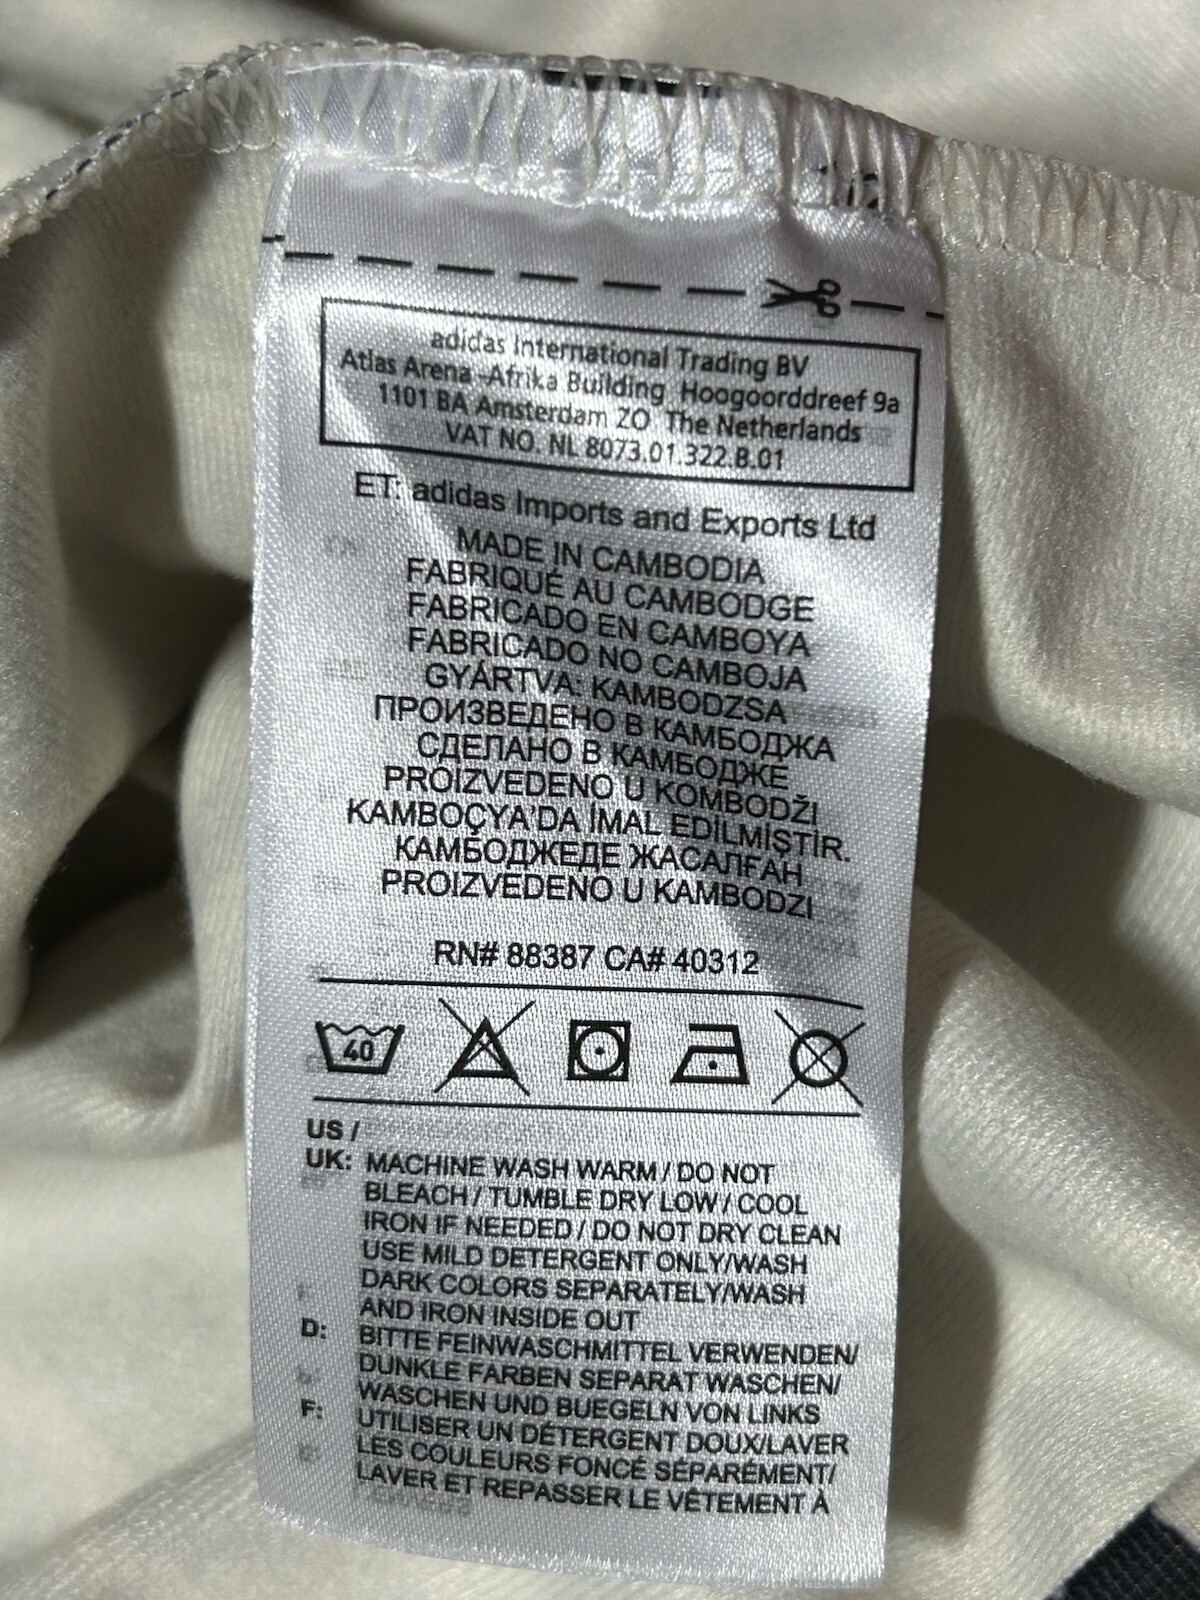 adidas International Trading BV
Atlas Arena -Afrika Building Hoogoorddreef 9a
1101 BA Amsterdam ZO The Netherlands
VAT NO. NL 8073.01.322.B.01
ET: adidas Imports and Exports Ltd
MADE IN CAMBODIA
FABRIQUÉ AU CAMBODGE
FABRICADO EN CAMBOYA
FABRICADO NO CAMBOJA
GYÁRTVA: KAMBODZSA
ПРОИЗВЕДЕНО В КАМБОДЖА
СДЕЛАНО В КАМБОДЖЕ
PROIZVEDENO U KOMBODŽI
KAMBOÇYA'DA İMAL EDİLMİŞTİR.
КАМБОДЖЕДЕ ЖАСАЛҒАН
PROIZVEDENO U KAMBODZI
RN# 88387 CA# 40312
40
US /
UK: MACHINE WASH WARM / DO NOT
BLEACH / TUMBLE DRY LOW / COOL
IRON IF NEEDED / DO NOT DRY CLEAN
USE MILD DETERGENT ONLY/WASH
DARK COLORS SEPARATELY/WASH
AND IRON INSIDE OUT
D: BITTE FEINWASCHMITTEL VERWENDEN/
DUNKLE FARBEN SEPARAT WASCHEN/
WASCHEN UND BUEGELN VON LINKS
F: UTILISER UN DÉTERGENT DOUX/LAVER
LES COULEURS FONCÉ SÉPARÉMENT/
LAVER ET REPASSER LE VÊTEMENT À